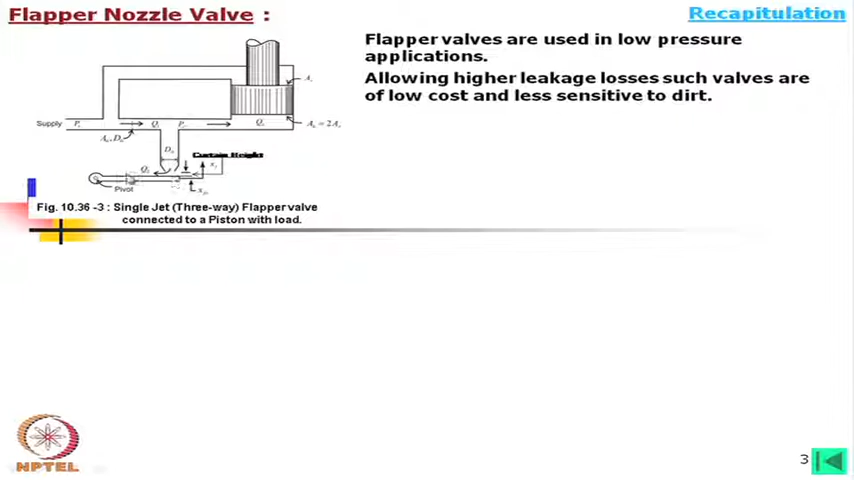 Flapper Nozzle Valve :
Recapitulation
Flapper valves are used in low pressure
applications.
Allowing higher leakage losses such valves are
of low cost and less sensitive to dirt.
Supply
Curtain Height
Pivot
Fig. 10.36 -3 : Single Jet (Three-way) Flapper valve
connected to a Piston with load.
NPTEL
3